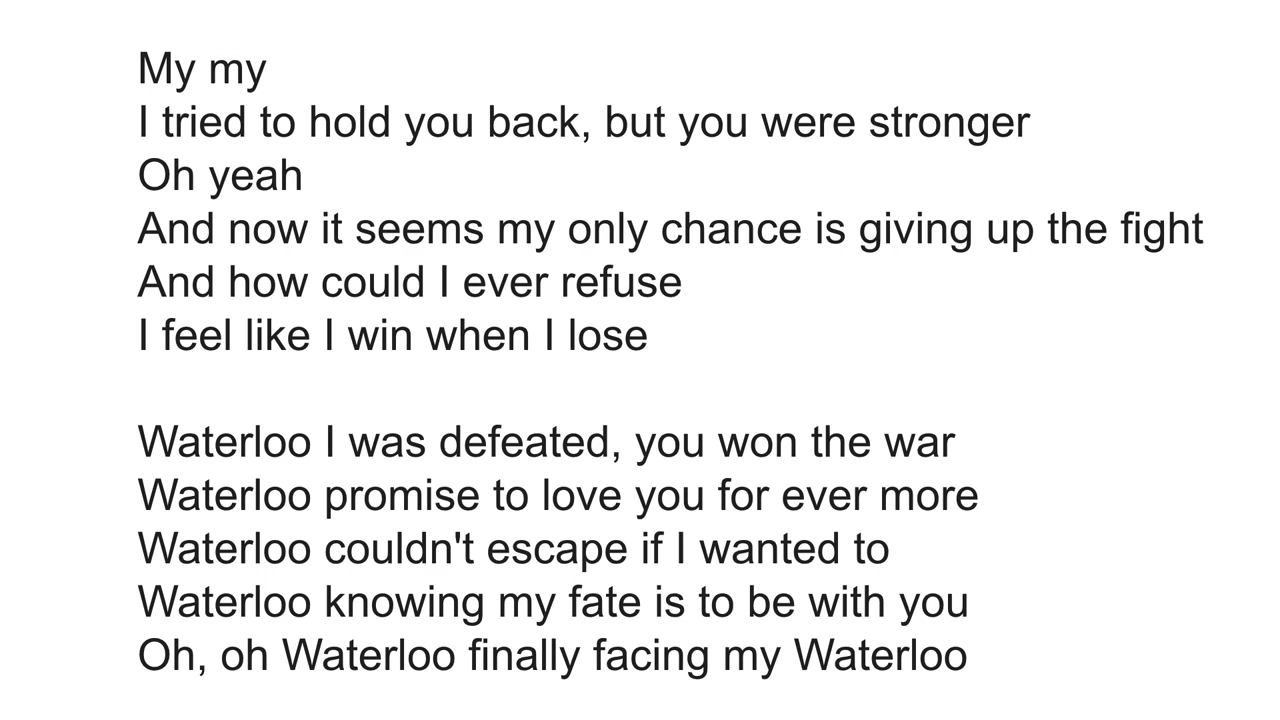 My my
I tried to hold you back, but you were stronger
Oh yeah
And now it seems my only chance is giving up the fight
And how could I ever refuse
I feel like I win when I lose
Waterloo I was defeated, you won the war
Waterloo promise to love you for ever more
Waterloo couldn't escape if I wanted to
Waterloo knowing my fate is to be with you
Oh, oh Waterloo finally facing my Waterloo